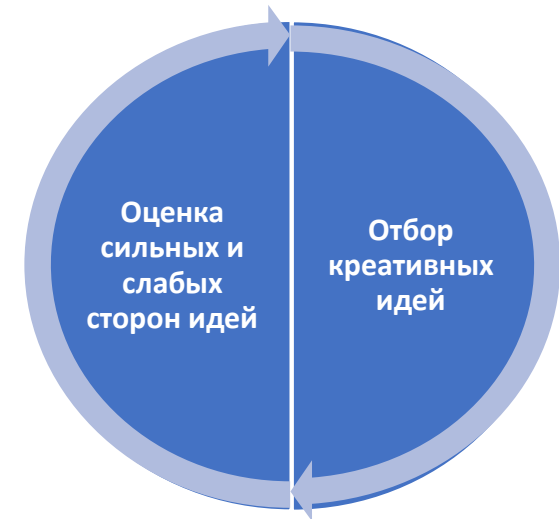 Оценка
сильных и
слабых
сторон идей
Отбор
креативных
идей